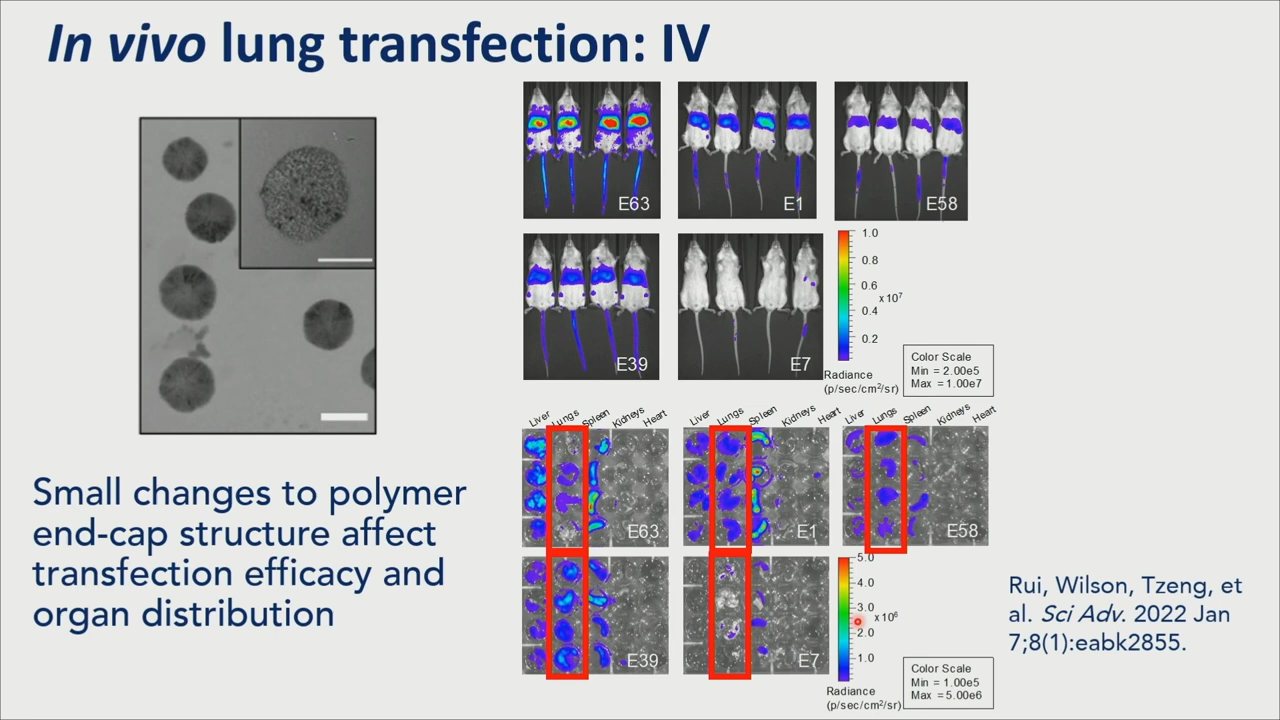 In vivo lung transfection: IV
E63
E1
E58
E39
E7
1.0
0.8
0.6
0.4
0.2
x10⁷
Radiance
(p/sec/cm²/sr)
Color Scale
Min = 2.00e5
Max = 1.00e7
Liver
Lungs
Spleen
Kidneys
Heart
Liver
Lungs
Spleen
Kidneys
Heart
Liver
Lungs
Spleen
Kidneys
Heart
E63
E1
E58
E39
E7
5.0
4.0
3.0
2.0
1.0
x10⁶
Radiance
(p/sec/cm²/sr)
Color Scale
Min = 1.00e5
Max = 5.00e6
Small changes to polymer
end-cap structure affect
transfection efficacy and
organ distribution
Rui, Wilson, Tzeng, et
al. Sci Adv. 2022 Jan
7;8(1):eabk2855.